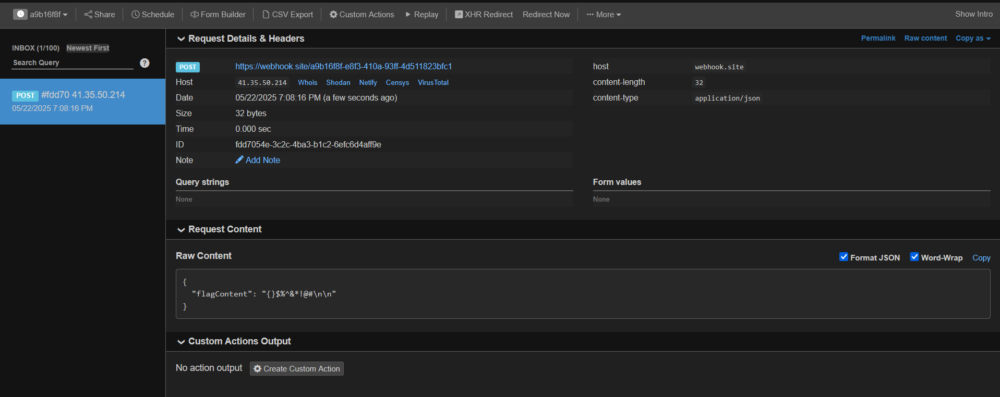 a9b16f8f Share Schedule Form Builder CSV Export Custom Actions Replay XHR Redirect Redirect Now ··· More Show Intro
INBOX (1/100) Newest First
Search Query ?
POST #fdd70 41.35.50.214
05/22/2025 7:08:16 PM
Request Details & Headers Permalink Raw content Copy as
POST https://webhook.site/a9b16f8f-e8f3-410a-93ff-4d511823bfc1
Host 41.35.50.214 Whois Shodan Netify Censys VirusTotal
Date 05/22/2025 7:08:16 PM (a few seconds ago)
Size 32 bytes
Time 0.000 sec
ID fdd7054e-3c2c-4ba3-b1c2-6efc6d4aff9e
Note Add Note
host webhook.site
content-length 32
content-type application/json
Query strings
None
Form values
None
Request Content
Raw Content Format JSON Word-Wrap Copy
{
"flagContent": "{}$%^&*!@#\n\n"
}
Custom Actions Output
No action output Create Custom Action